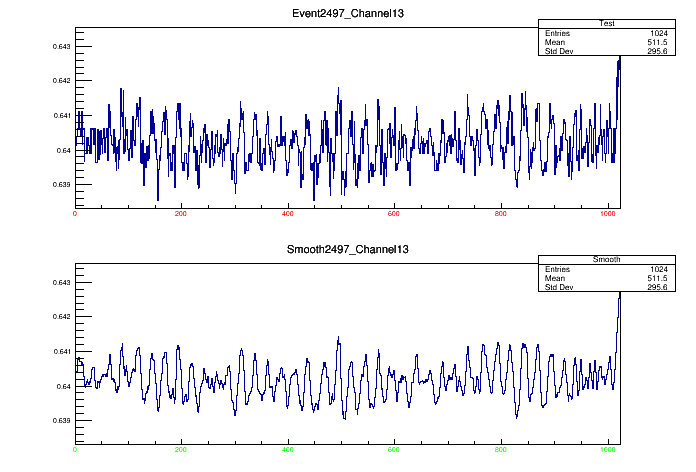 Event2497_Channel13
Test
Entries 1024
Mean 511.5
Std Dev 295.6
0.643
0.642
0.641
0.64
0.639
0 200 400 600 800 1000
Smooth2497_Channel13
Smooth
Entries 1024
Mean 511.5
Std Dev 295.6
0.643
0.642
0.641
0.64
0.639
0 200 400 600 800 1000